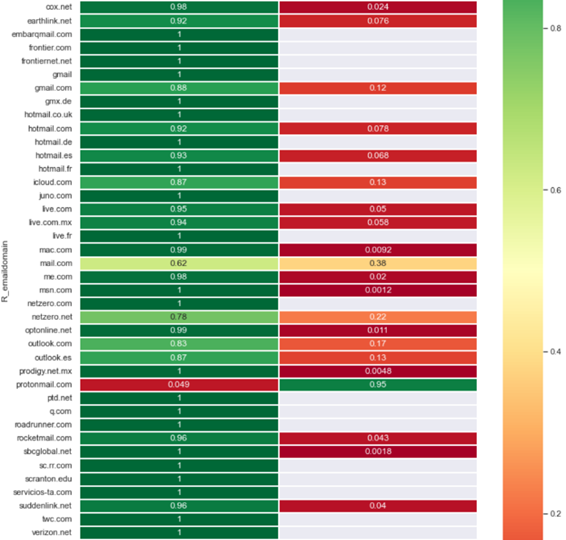 cox.net 0.98 0.024
earthlink.net 0.92 0.076
embarqmail.com 1
frontier.com 1
frontiernet.net 1
gmail 1
gmail.com 0.88 0.12
gmx.de 1
hotmail.co.uk 1
hotmail.com 0.92 0.078
hotmail.de 1
hotmail.es 0.93 0.068
hotmail.fr 1
icloud.com 0.87 0.13
juno.com 1
live.com 0.95 0.05
live.com.mx 0.94 0.058
live.fr 1
mac.com 0.99 0.0092
mail.com 0.62 0.38
me.com 0.98 0.02
msn.com 1 0.0012
netzero.com 1
netzero.net 0.78 0.22
optonline.net 0.99 0.011
outlook.com 0.83 0.17
outlook.es 0.87 0.13
prodigy.net.mx 1 0.0048
protonmail.com 0.049 0.95
ptd.net 1
q.com 1
roadrunner.com 1
rocketmail.com 0.96 0.043
sbcglobal.net 1 0.0018
sc.rr.com 1
scranton.edu 1
servicios-ta.com 1
suddenlink.net 0.96 0.04
twc.com 1
verizon.net 1
R_emaildomain
0.8
0.6
0.4
0.2